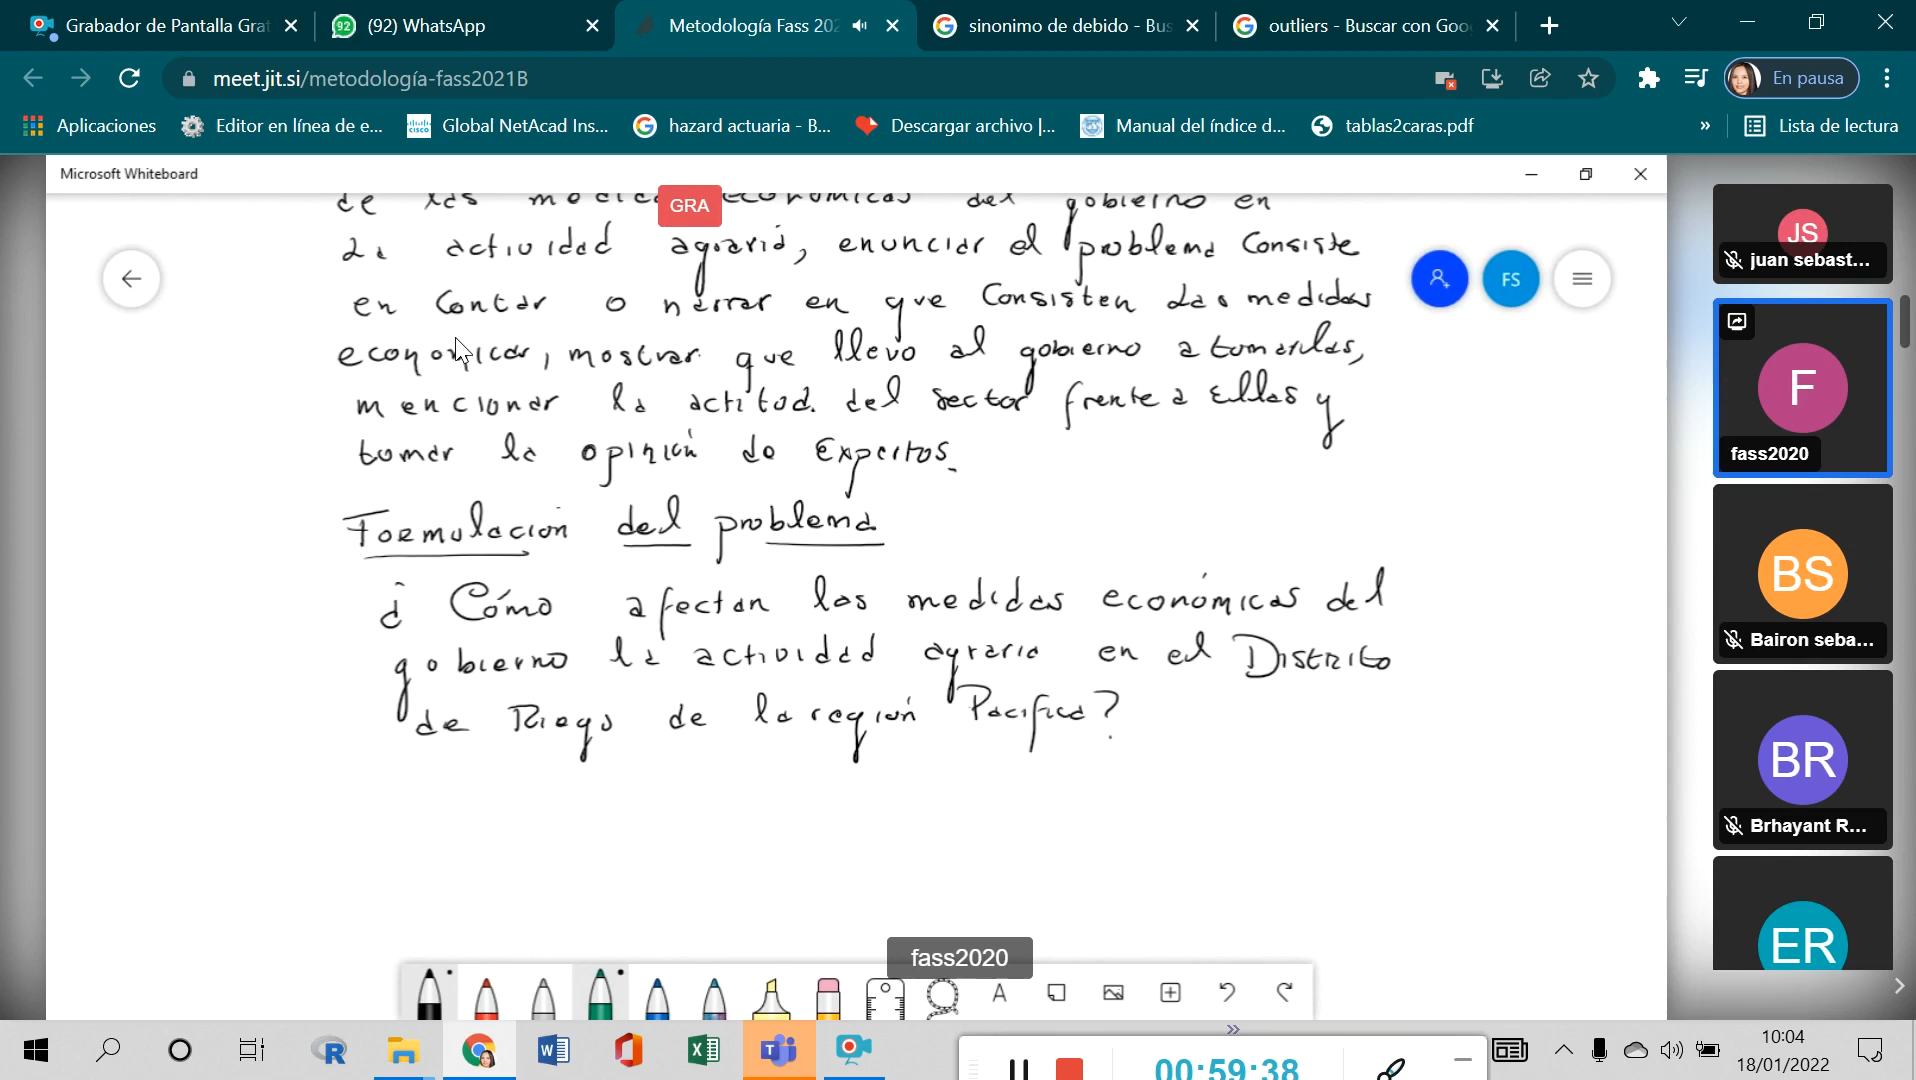 Grabador de Pantalla Grat
(92) WhatsApp
Metodología Fass 202
sinonimo de debido - Bus
outliers - Buscar con Goog
meet.jit.si/metodología-fass2021B
En pausa
Aplicaciones
Editor en línea de e...
Global NetAcad Ins...
hazard actuaria - B...
Descargar archivo |...
Manual del índice d...
tablas2caras.pdf
»
Lista de lectura
Microsoft Whiteboard
GRA
de las medidas económicas del gobierno en
la actividad agraria, enunciar el problema consiste
en contar o narrar en que consisten las medidas
económicas, mostrar que llevo al gobierno a tomarlas,
mencionar la actitud. del sector frente a Ellas y
tomar la opinión de Expertos.
Formulación del problema
¿Cómo afectan las medidas económicas del
gobierno la actividad agraria en el Distrito
de Riego de la región Pacífica?
FS
JS
juan sebast...
F
fass2020
BS
Bairon seba...
BR
Brhayant R...
ER
fass2020
A
00:59:38
10:04
18/01/2022